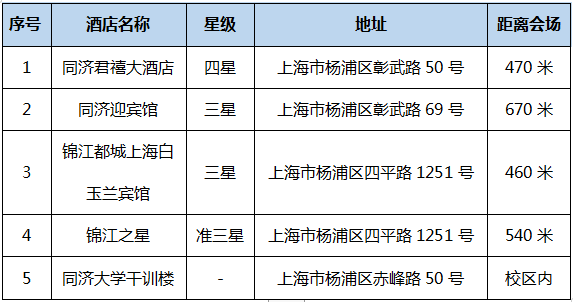 序号 酒店名称 星级 地址 距离会场
1 同济君禧大酒店 四星 上海市杨浦区彰武路 50 号 470 米
2 同济迎宾馆 三星 上海市杨浦区彰武路 69 号 670 米
3 锦江都城上海白玉兰宾馆 三星 上海市杨浦区四平路 1251 号 460 米
4 锦江之星 准三星 上海市杨浦区四平路 1251 号 540 米
5 同济大学干训楼 - 上海市杨浦区赤峰路 50 号 校区内